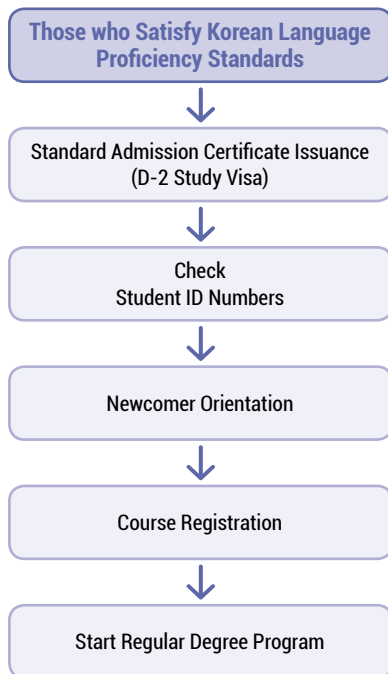 Those who Satisfy Korean Language
Proficiency Standards
Standard Admission Certificate Issuance
(D-2 Study Visa)
Check
Student ID Numbers
Newcomer Orientation
Course Registration
Start Regular Degree Program